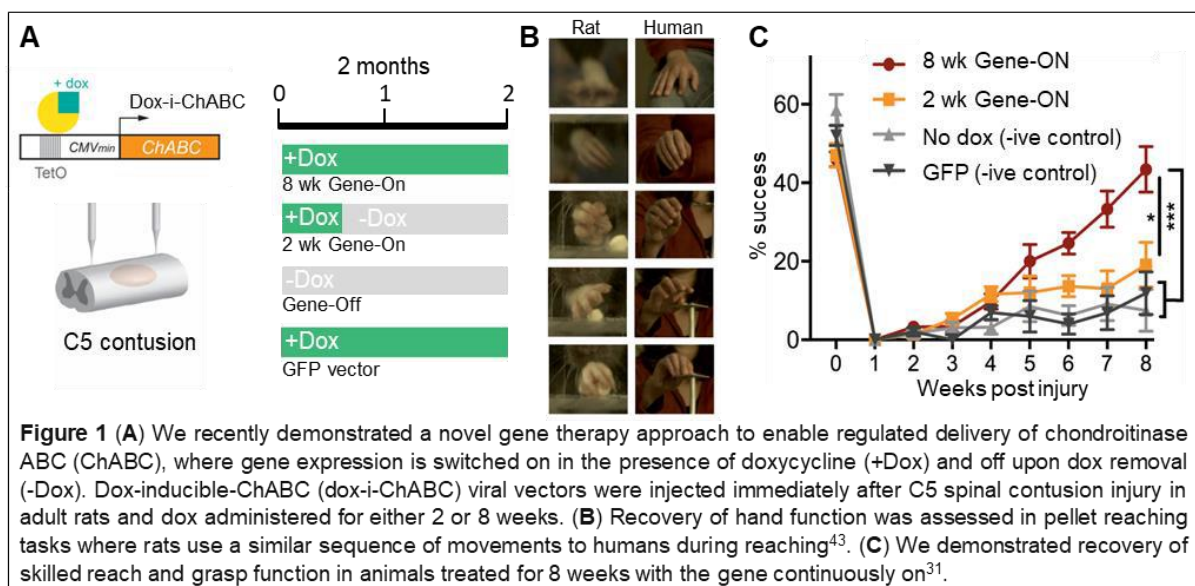 A
+ dox
Dox-i-ChABC
CMVmin
ChABC
TetO
C5 contusion
2 months
0 1 2
+Dox
8 wk Gene-On
+Dox -Dox
2 wk Gene-On
-Dox
Gene-Off
+Dox
GFP vector
B
Rat Human
C
8 wk Gene-ON
2 wk Gene-ON
No dox (-ive control)
GFP (-ive control)
% success
60
40
20
0
*
***
0 1 2 3 4 5 6 7 8
Weeks post injury
Figure 1 (A) We recently demonstrated a novel gene therapy approach to enable regulated delivery of chondroitinase
ABC (ChABC), where gene expression is switched on in the presence of doxycycline (+Dox) and off upon dox removal
(-Dox). Dox-inducible-ChABC (dox-i-ChABC) viral vectors were injected immediately after C5 spinal contusion injury in
adult rats and dox administered for either 2 or 8 weeks. (B) Recovery of hand function was assessed in pellet reaching
tasks where rats use a similar sequence of movements to humans during reaching43. (C) We demonstrated recovery of
skilled reach and grasp function in animals treated for 8 weeks with the gene continuously on31.